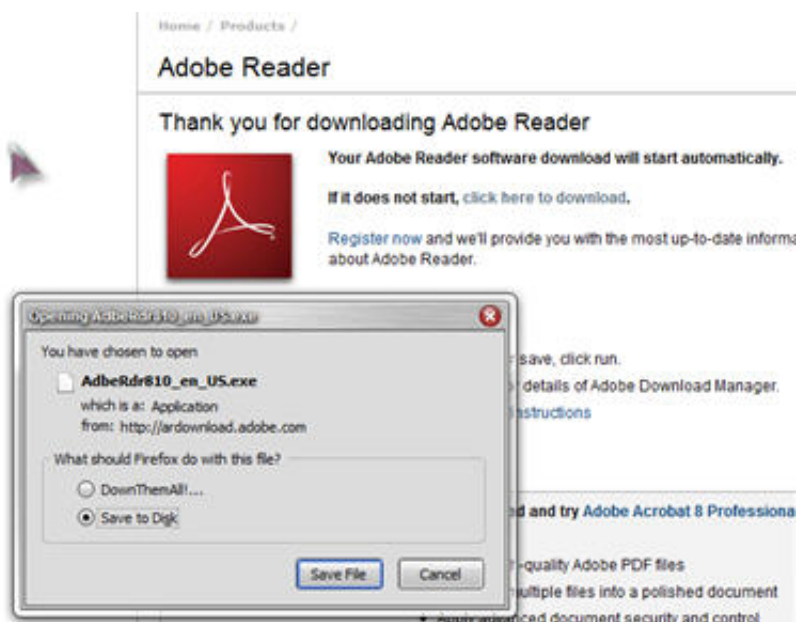 Home / Products /
Adobe Reader
Thank you for downloading Adobe Reader
Your Adobe Reader software download will start automatically.
If it does not start, click here to download.
Register now and we'll provide you with the most up-to-date informa
about Adobe Reader.
Opening AdbeRdr810_en_US.exe
You have chosen to open
AdbeRdr810_en_US.exe
which is a: Application
from: http://ardownload.adobe.com
What should Firefox do with this file?
DownThemAll!...
Save to Disk
Save File
Cancel
save, click run.
details of Adobe Download Manager.
instructions
d and try Adobe Acrobat 8 Professiona
-quality Adobe PDF files
ultiple files into a polished document
Apply advanced document security and control